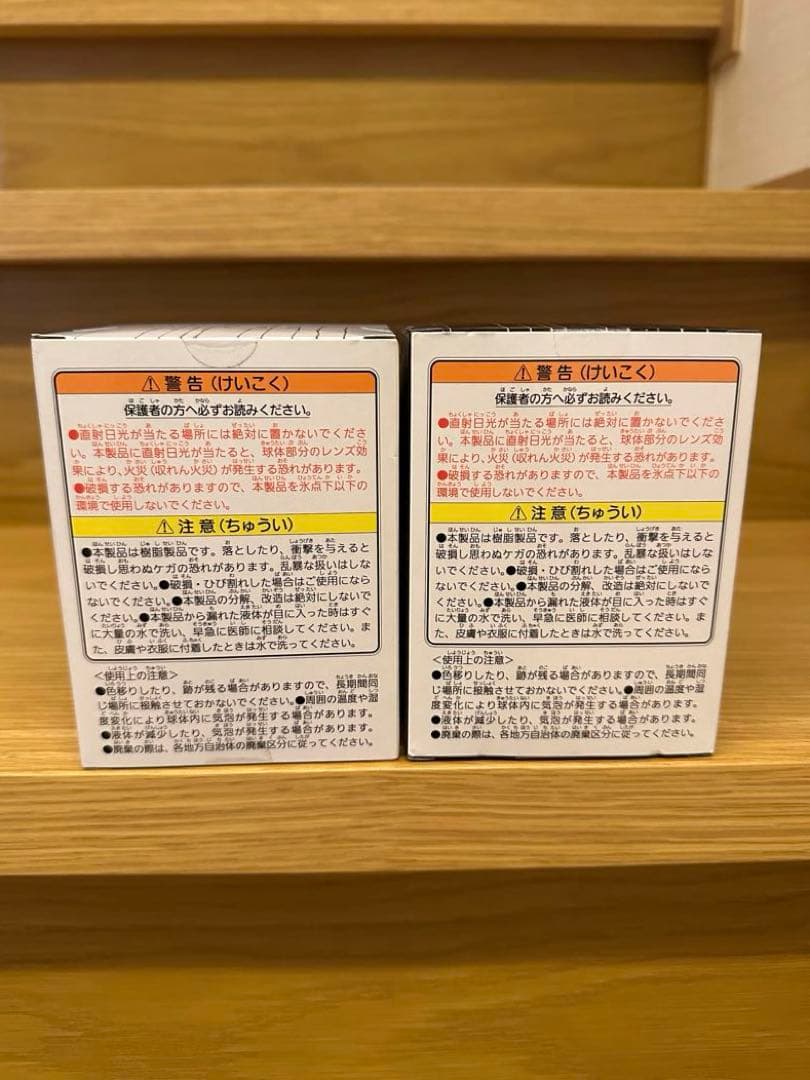 警告(けいこく)
保護者の方へ必ずお読みください。
●直射日光が当たる場所には絶対に置かないでくださ
い。本製品に直射日光が当たると、球体部分のレンズ効
果により、火災(収れん火災)が発生する恐れがあります。
●破損する恐れがありますので、本製品を氷点下以下の
環境で使用しないでください。
注意(ちゅうい)
●本製品は樹脂製品です。落としたり、衝撃を与えると
破損し思わぬケガの恐れがあります。乱暴な扱いはしな
いでください。●破損・ひび割れした場合はご使用になら
ないでください。●本製品の分解、改造は絶対にしないで
ください。●本製品から漏れた液体が目に入った時はすぐ
に大量の水で洗い、早急に医師に相談してください。ま
た、皮膚や衣服に付着したときは水で洗ってください。
<使用上の注意>
●色移りしたり、跡が残る場合がありますので、長期間同
じ場所に接触させておかないでください。●周囲の温度や湿
度変化により球体内に気泡が発生する場合があります。
●液体が減少したり、気泡が発生する場合があります。
●廃棄の際は、各地方自治体の廃棄区分に従ってください。
警告(けいこく)
保護者の方へ必ずお読みください。
●直射日光が当たる場所には絶対に置かないでくださ
い。本製品に直射日光が当たると、球体部分のレンズ効
果により、火災(収れん火災)が発生する恐れがあります。
●破損する恐れがありますので、本製品を氷点下以下の
環境で使用しないでください。
注意(ちゅうい)
●本製品は樹脂製品です。落としたり、衝撃を与えると
破損し思わぬケガの恐れがあります。乱暴な扱いはしな
いでください。●破損・ひび割れした場合はご使用になら
ないでください。●本製品の分解、改造は絶対にしないで
ください。●本製品から漏れた液体が目に入った時はすぐ
に大量の水で洗い、早急に医師に相談してください。ま
た、皮膚や衣服に付着したときは水で洗ってください。
<使用上の注意>
●色移りしたり、跡が残る場合がありますので、長期間同
じ場所に接触させておかないでください。●周囲の温度や湿
度変化により球体内に気泡が発生する場合があります。
●液体が減少したり、気泡が発生する場合があります。
●廃棄の際は、各地方自治体の廃棄区分に従ってください。